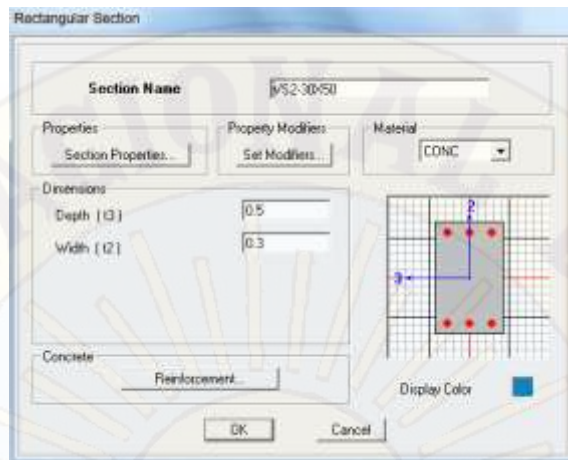 Rectangular Section
Section Name
VS2-30X50
Properties
Section Properties...
Property Modifiers
Set Modifiers...
Material
CONC
Dimensions
Depth (t3) 0.5
Width (t2) 0.3
2
3
Concrete
Reinforcement...
Display Color
OK Cancel